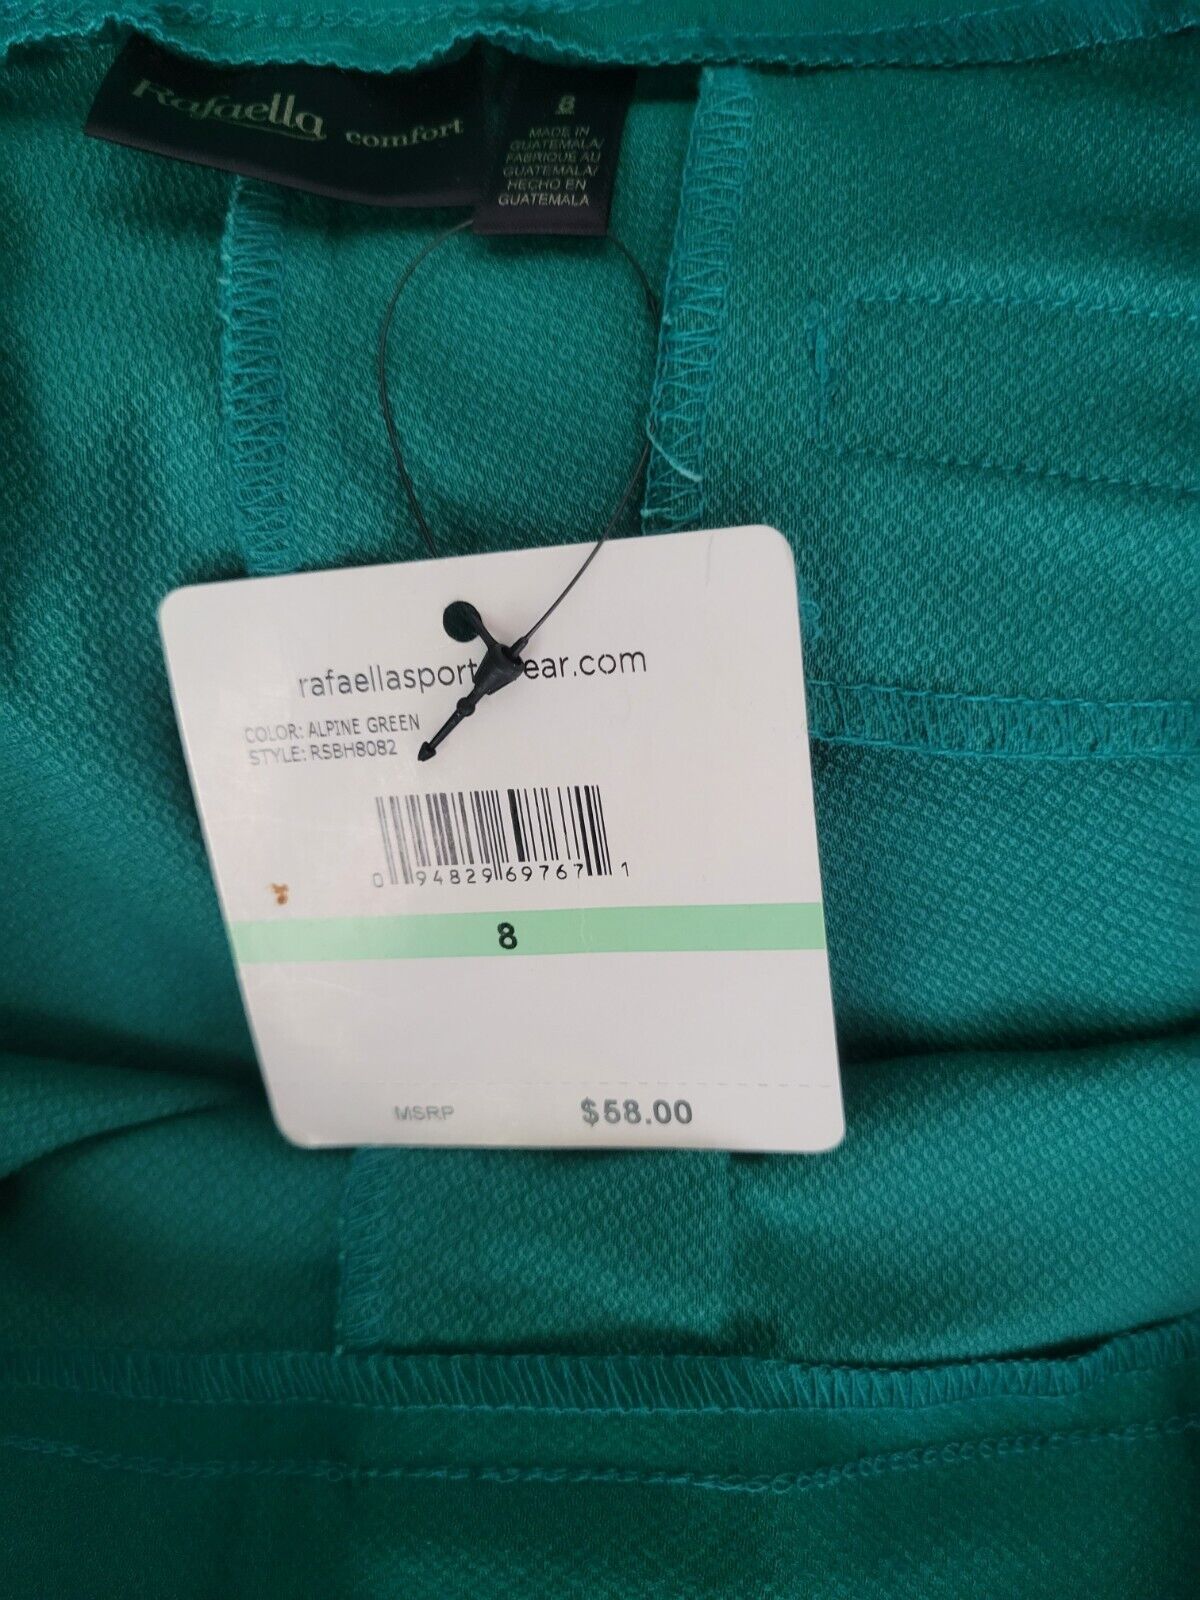 Rafaella comfort
8
MADE IN
GUATEMALA/
FABRIQUE AU
GUATEMALA/
HECHO EN
GUATEMALA
rafaellasport ear.com
COLOR: ALPINE GREEN
STYLE: RSBH8082
0 94829 69767 1
8
MSRP $58.00